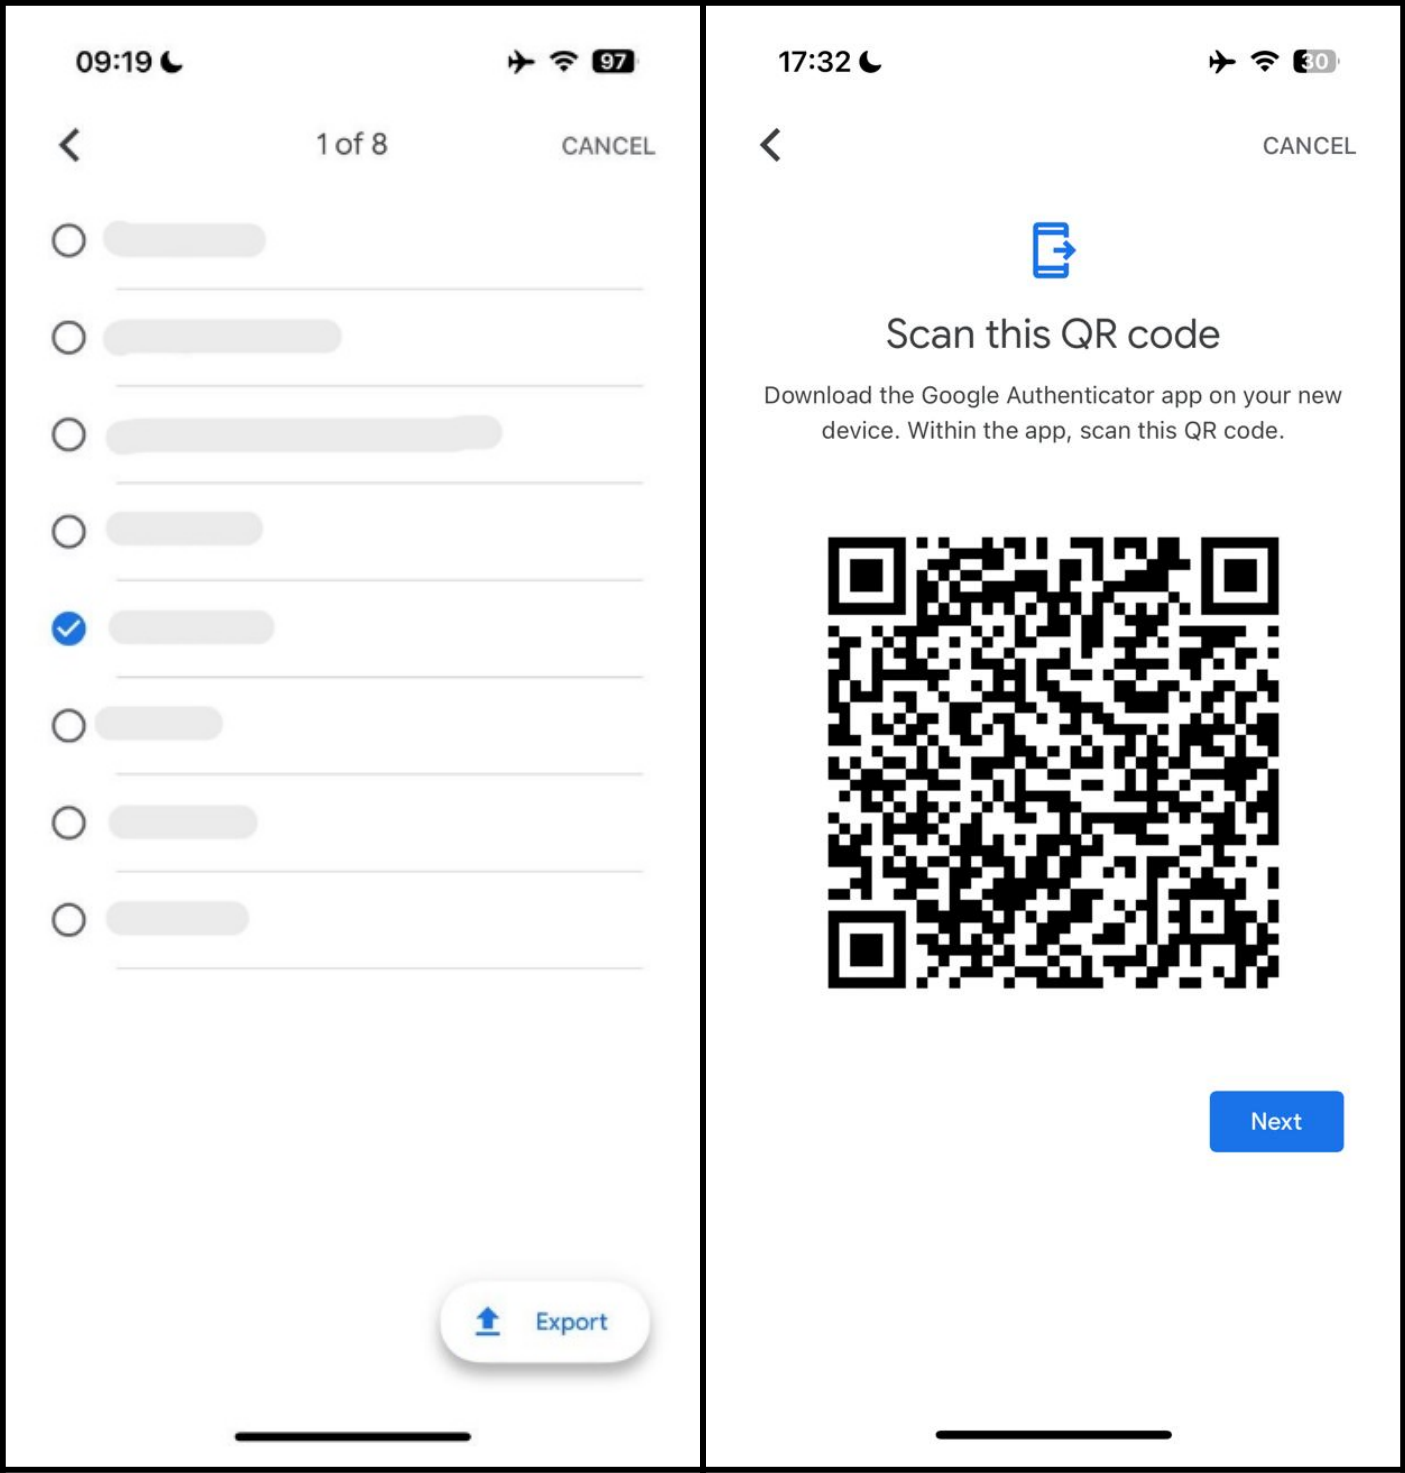 09:19
97
1 of 8
CANCEL
Export
17:32
30
CANCEL
Scan this QR code
Download the Google Authenticator app on your new
device. Within the app, scan this QR code.
Next